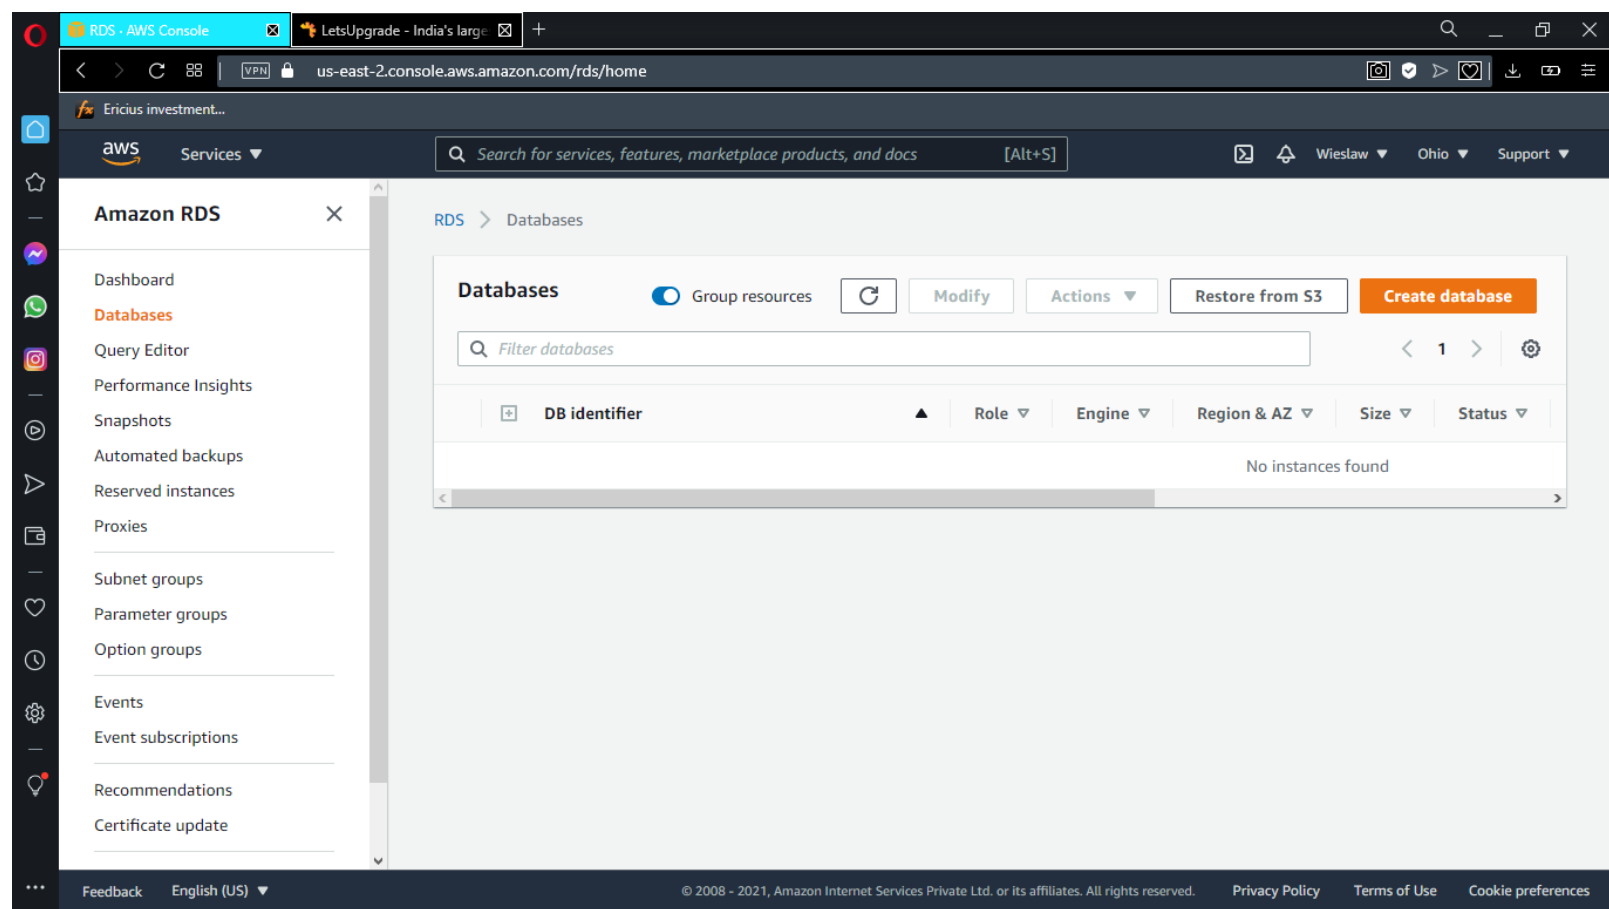 RDS · AWS Console
LetsUpgrade - India's large
VPN us-east-2.console.aws.amazon.com/rds/home
fx Ericius investment...
aws Services Search for services, features, marketplace products, and docs [Alt+S] Wieslaw Ohio Support
Amazon RDS
Dashboard
Databases
Query Editor
Performance Insights
Snapshots
Automated backups
Reserved instances
Proxies
Subnet groups
Parameter groups
Option groups
Events
Event subscriptions
Recommendations
Certificate update
RDS Databases
Databases Group resources Modify Actions Restore from S3 Create database
Filter databases 1
DB identifier Role Engine Region & AZ Size Status
No instances found
Feedback English (US) © 2008 - 2021, Amazon Internet Services Private Ltd. or its affiliates. All rights reserved. Privacy Policy Terms of Use Cookie preferences